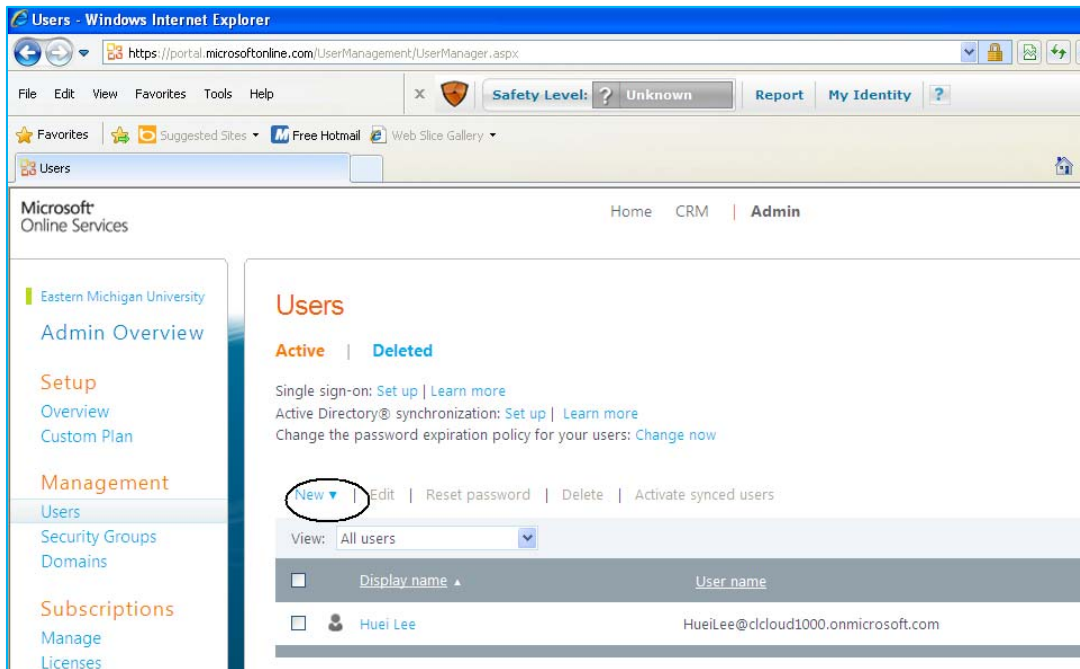 Users - Windows Internet Explorer
https://portal.microsoftonline.com/UserManagement/UserManager.aspx
File Edit View Favorites Tools Help x Safety Level: ? Unknown Report My Identity ?
Favorites Suggested Sites Free Hotmail Web Slice Gallery
Users
Microsoft Online Services
Home CRM | Admin
Eastern Michigan University
Admin Overview
Setup
Overview
Custom Plan
Management
Users
Security Groups
Domains
Subscriptions
Manage
Licenses
Users
Active | Deleted
Single sign-on: Set up | Learn more
Active Directory® synchronization: Set up | Learn more
Change the password expiration policy for your users: Change now
New ▾ | Edit | Reset password | Delete | Activate synced users
View: All users
Display name ▴ User name
Huei Lee HueiLee@clcloud1000.onmicrosoft.com